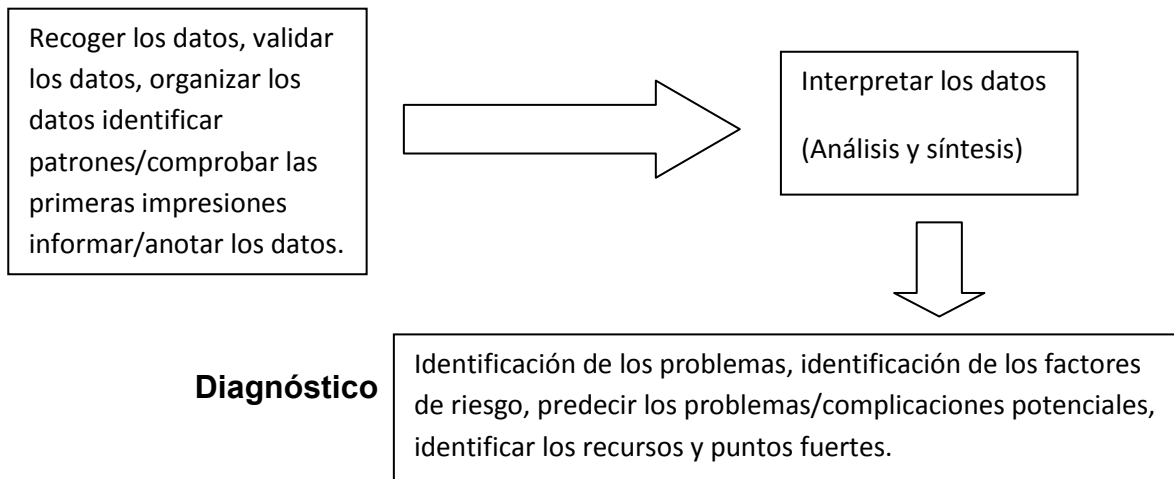 Recoger los datos, validar
los datos, organizar los
datos identificar
patrones/comprobar las
primeras impresiones
informar/anotar los datos.
Interpretar los datos
(Análisis y síntesis)
Diagnóstico
Identificación de los problemas, identificación de los factores
de riesgo, predecir los problemas/complicaciones potenciales,
identificar los recursos y puntos fuertes.